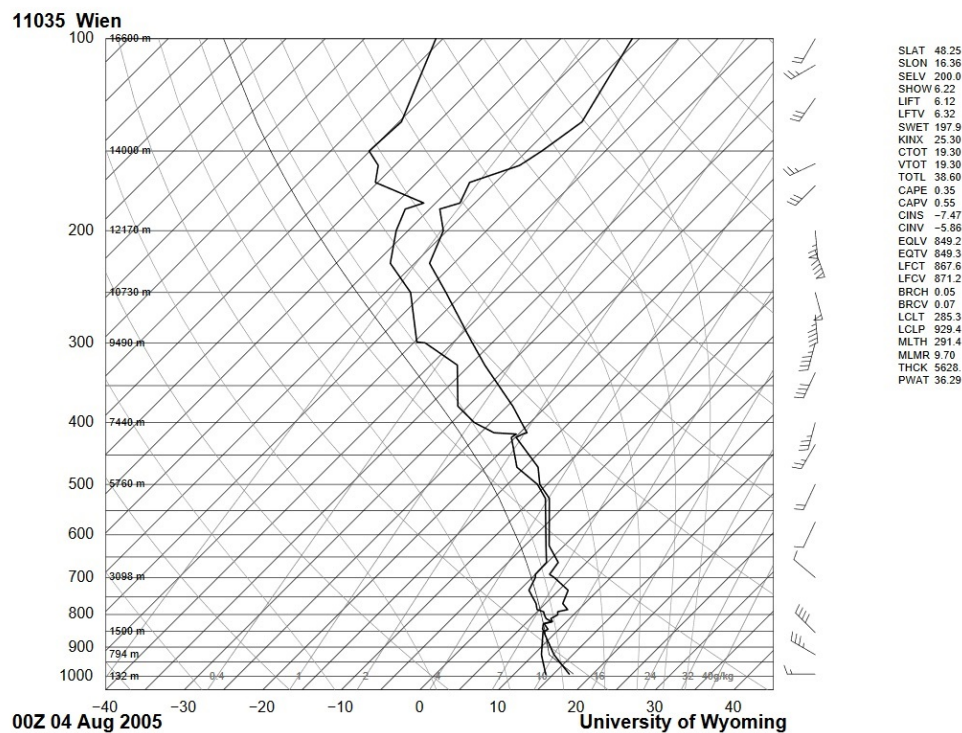 11035 Wien
100
16600 m
14008 m
200
12170 m
10730 m
300
9490 m
400
7440 m
500
5760 m
600
700
3098 m
800
1500 m
900
794 m
1000
132 m
0.4
1
2
4
7
10
16
24
32
40g/kg
−40
−30
−20
−10
0
10
20
30
40
00Z 04 Aug 2005
University of Wyoming
SLAT 48.25
SLON 16.36
SELV 200.0
SHOW 6.22
LIFT 6.12
LFTV 6.32
SWET 197.9
KINX 25.30
CTOT 19.30
VTOT 19.30
TOTL 38.60
CAPE 0.35
CAPV 0.55
CINS −7.47
CINV −5.86
EQLV 849.2
EQTV 849.3
LFCT 867.6
LFCV 871.2
BRCH 0.05
BRCV 0.07
LCLT 285.3
LCLP 929.4
MLTH 291.4
MLMR 9.70
THCK 5628.
PWAT 36.29